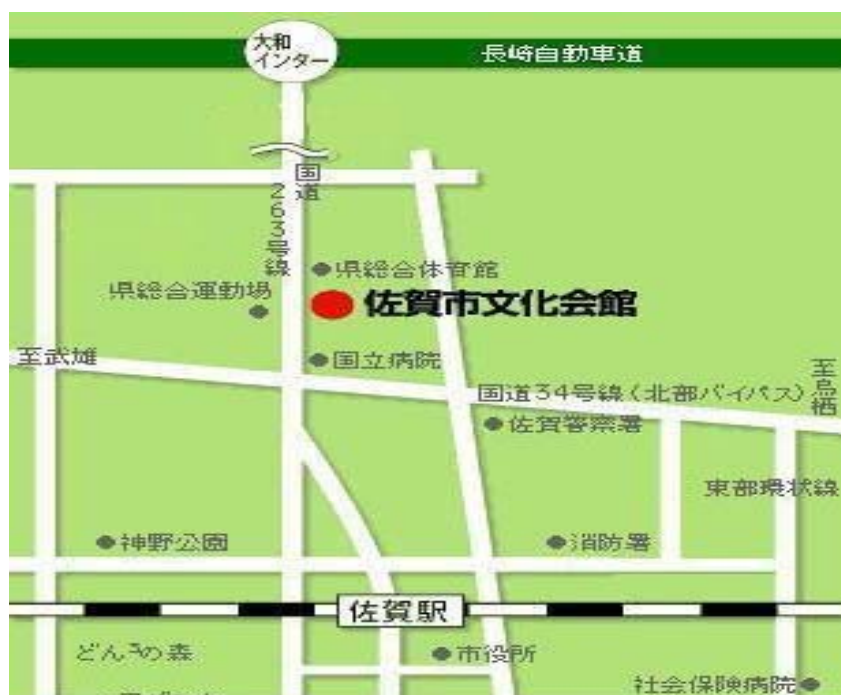 大和
インター
長崎自動車道
国道
263号線
県総合体育館
県総合運動場
佐賀市文化会館
至武雄
国立病院
至鳥栖
国道34号線(北部バイパス)
佐賀警察署
東部環状線
神野公園
消防署
佐賀駅
どんぐりの森
市役所
社会保険病院